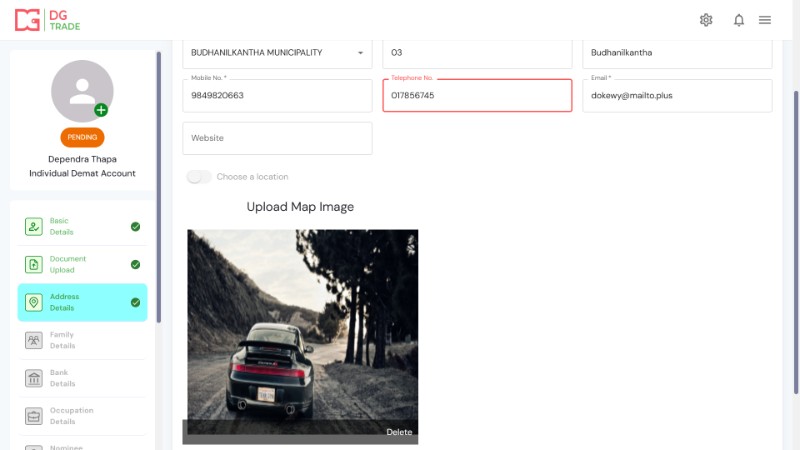 DG
TRADE
BUDHANILKANTHA MUNICIPALITY
03
Budhanilkantha
Mobile No. *
Telephone No.
Email *
9849820663
017856745
dokewy@mailto.plus
Website
Choose a location
Upload Map Image
Delete
PENDING
Dependra Thapa
Individual Demat Account
Basic
Details
Document
Upload
Address
Details
Family
Details
Bank
Details
Occupation
Details
Nominee